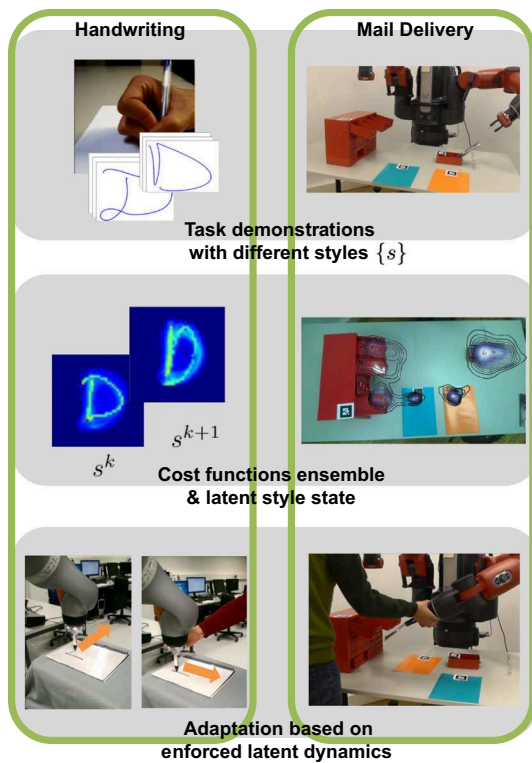 Handwriting
Mail Delivery
Task demonstrations
with different styles {s}
s^k
s^{k+1}
Cost functions ensemble
& latent style state
Adaptation based on
enforced latent dynamics